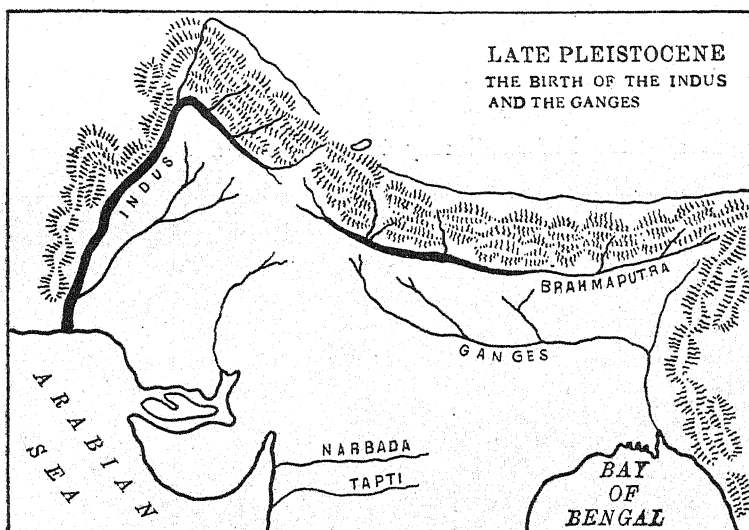 LATE PLEISTOCENE
THE BIRTH OF THE INDUS
AND THE GANGES
INDUS
BRAHMAPUTRA
GANGES
ARABIAN
SEA
NARBADA
TAPTI
BAY
OF
BENGAL